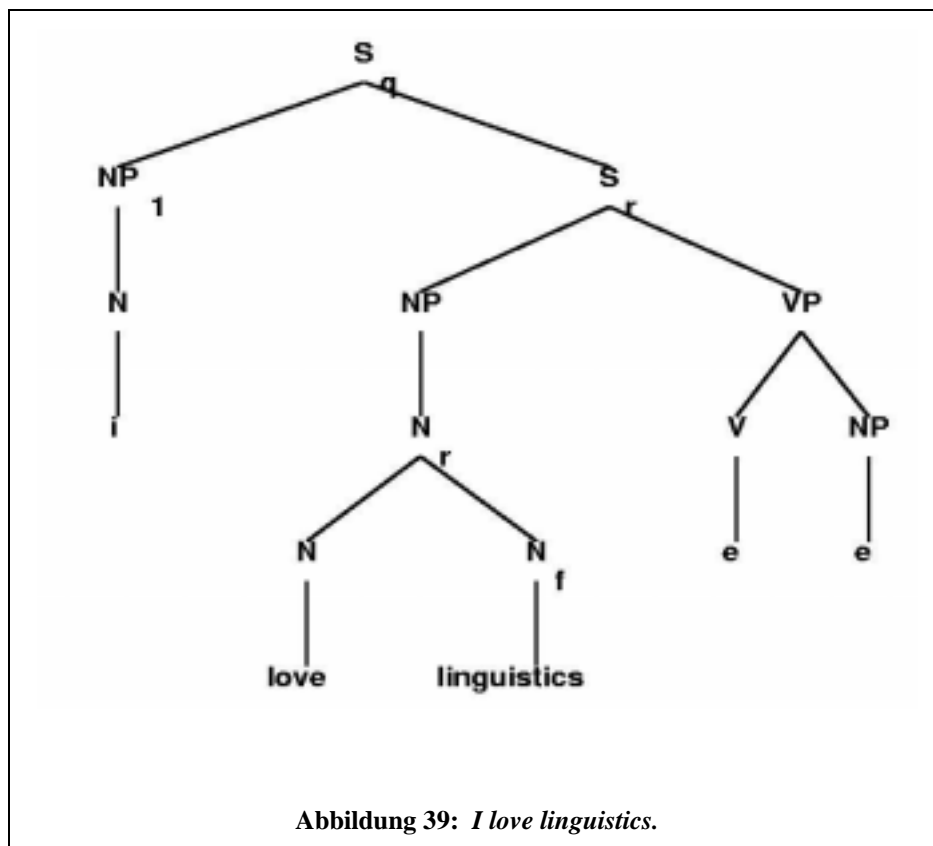 S
q
NP S
1 r
N NP VP
i N V NP
r
N N e e
f
love linguistics
Abbildung 39: I love linguistics.